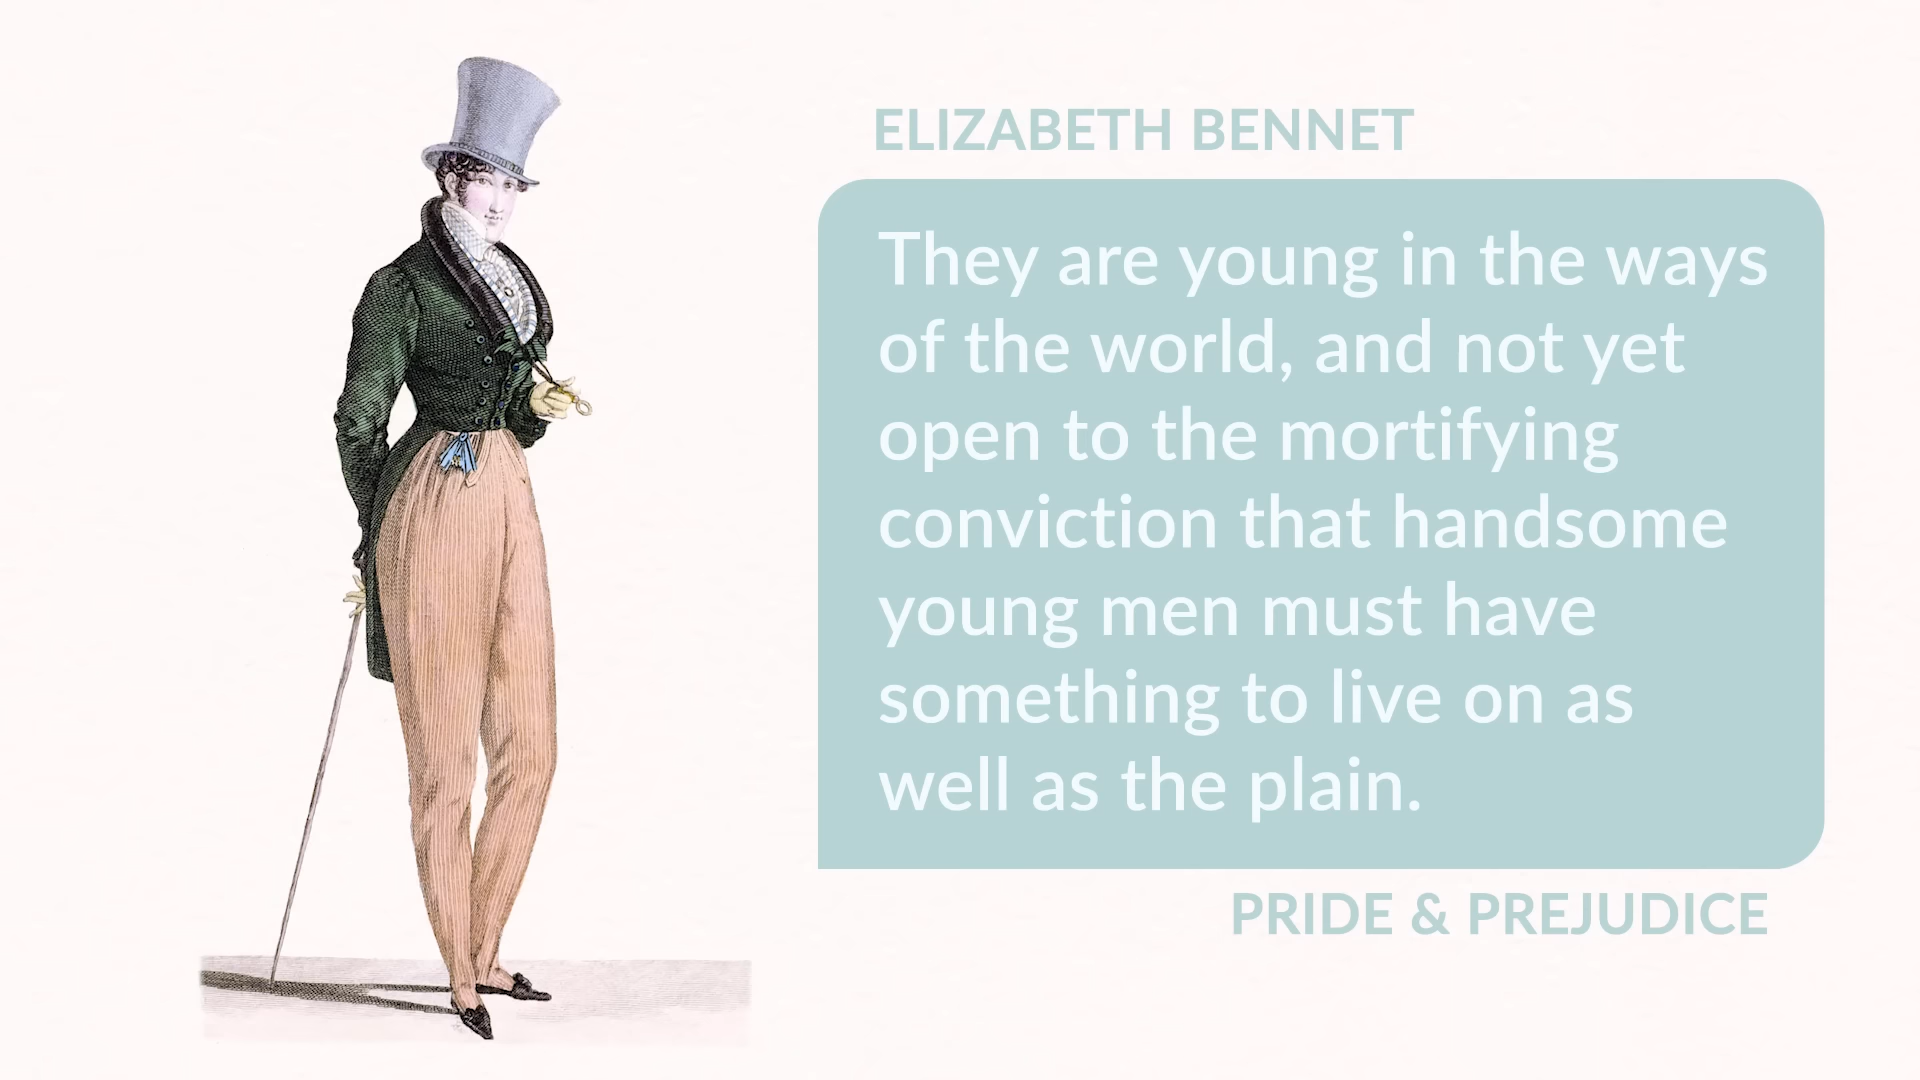 ELIZABETH BENNET
They are young in the ways
of the world, and not yet
open to the mortifying
conviction that handsome
young men must have
something to live on as
well as the plain.
PRIDE & PREJUDICE